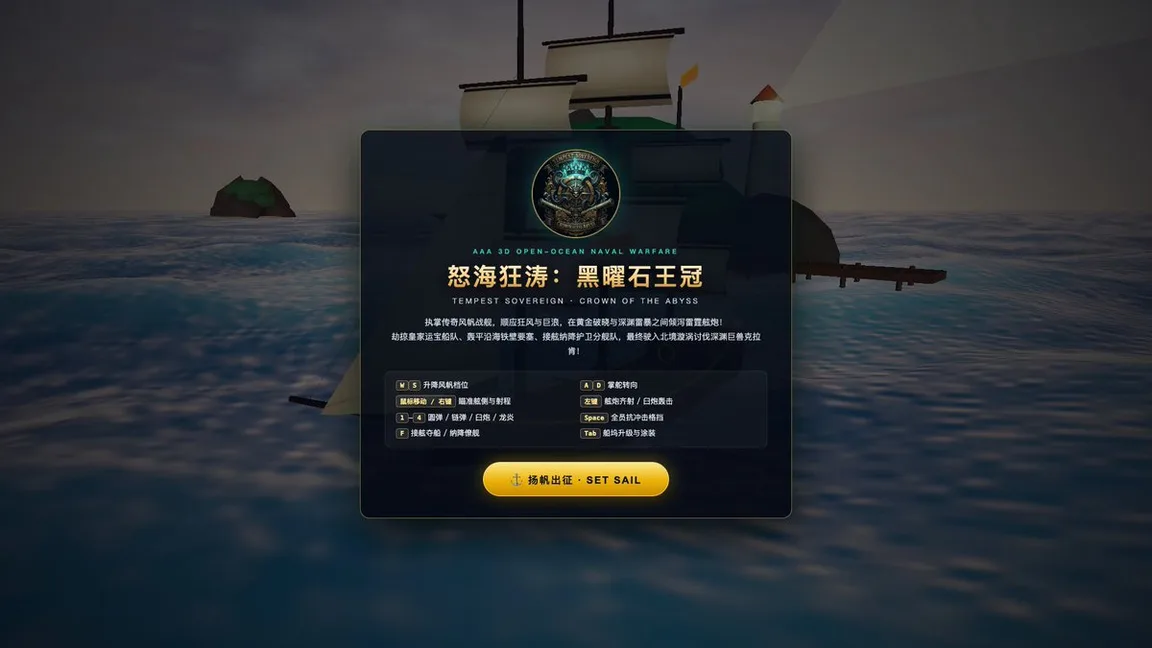 AAA 3D OPEN-OCEAN NAVAL WARFARE
怒海狂涛：黑曜石王冠
TEMPEST SOVEREIGN · CROWN OF THE ABYSS
执掌传奇风帆战舰，顺应狂风与巨浪，在黄金破晓与深渊雷暴之间倾泻雷霆舷炮！
劫掠皇家运宝船队、轰平沿海铁壁要塞、接舷纳降护卫分舰队，最终驶入北境漩涡讨伐深渊巨兽克拉
肯！
W S 升降风帆档位
A D 掌舵转向
鼠标移动 / 右键 瞄准舷侧与射程
左键 舷炮齐射 / 臼炮轰击
1 - 4 圆弹 / 链弹 / 臼炮 / 龙炎
Space 全员抗冲击格挡
F 接舷夺船 / 纳降僚舰
Tab 船坞升级与涂装
⚓ 扬帆出征 · SET SAIL